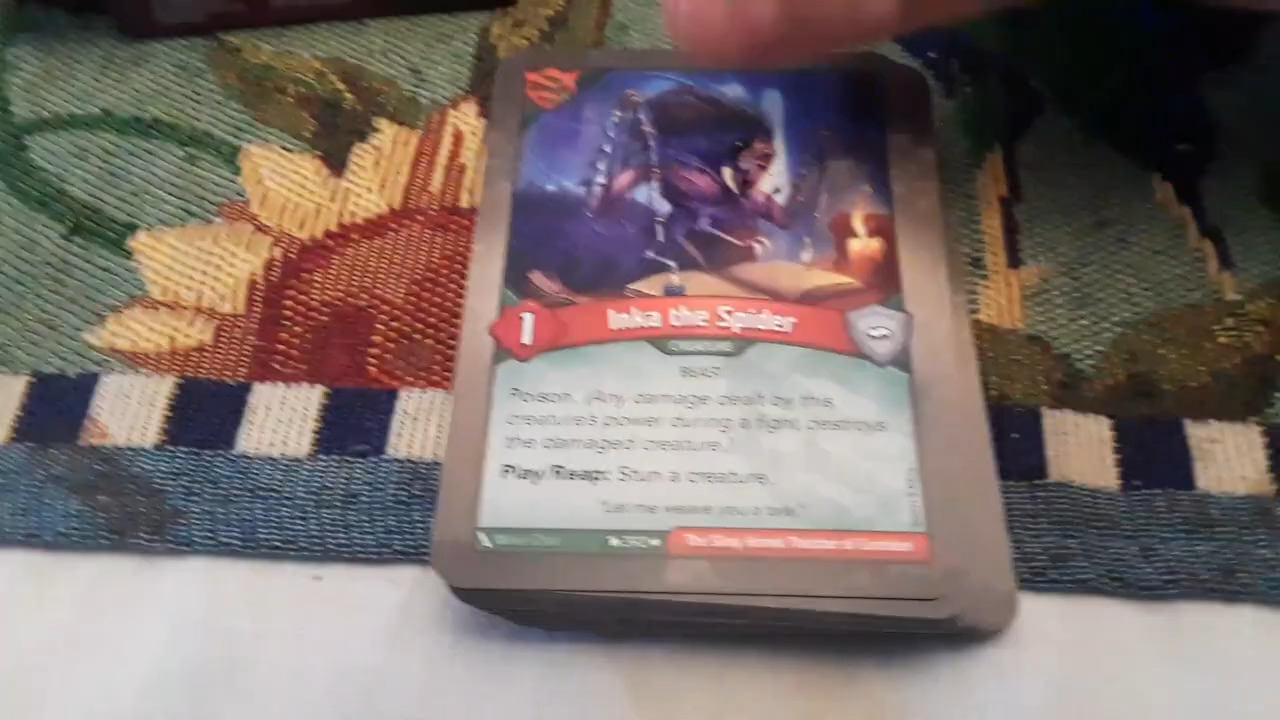 1
Inka the Spider
CREATURE
BEAST
Poison. (Any damage dealt by this
creature's power during a fight destroys
the damaged creature.)
Play/Reap: Stun a creature.
"Let me weave you a tale."